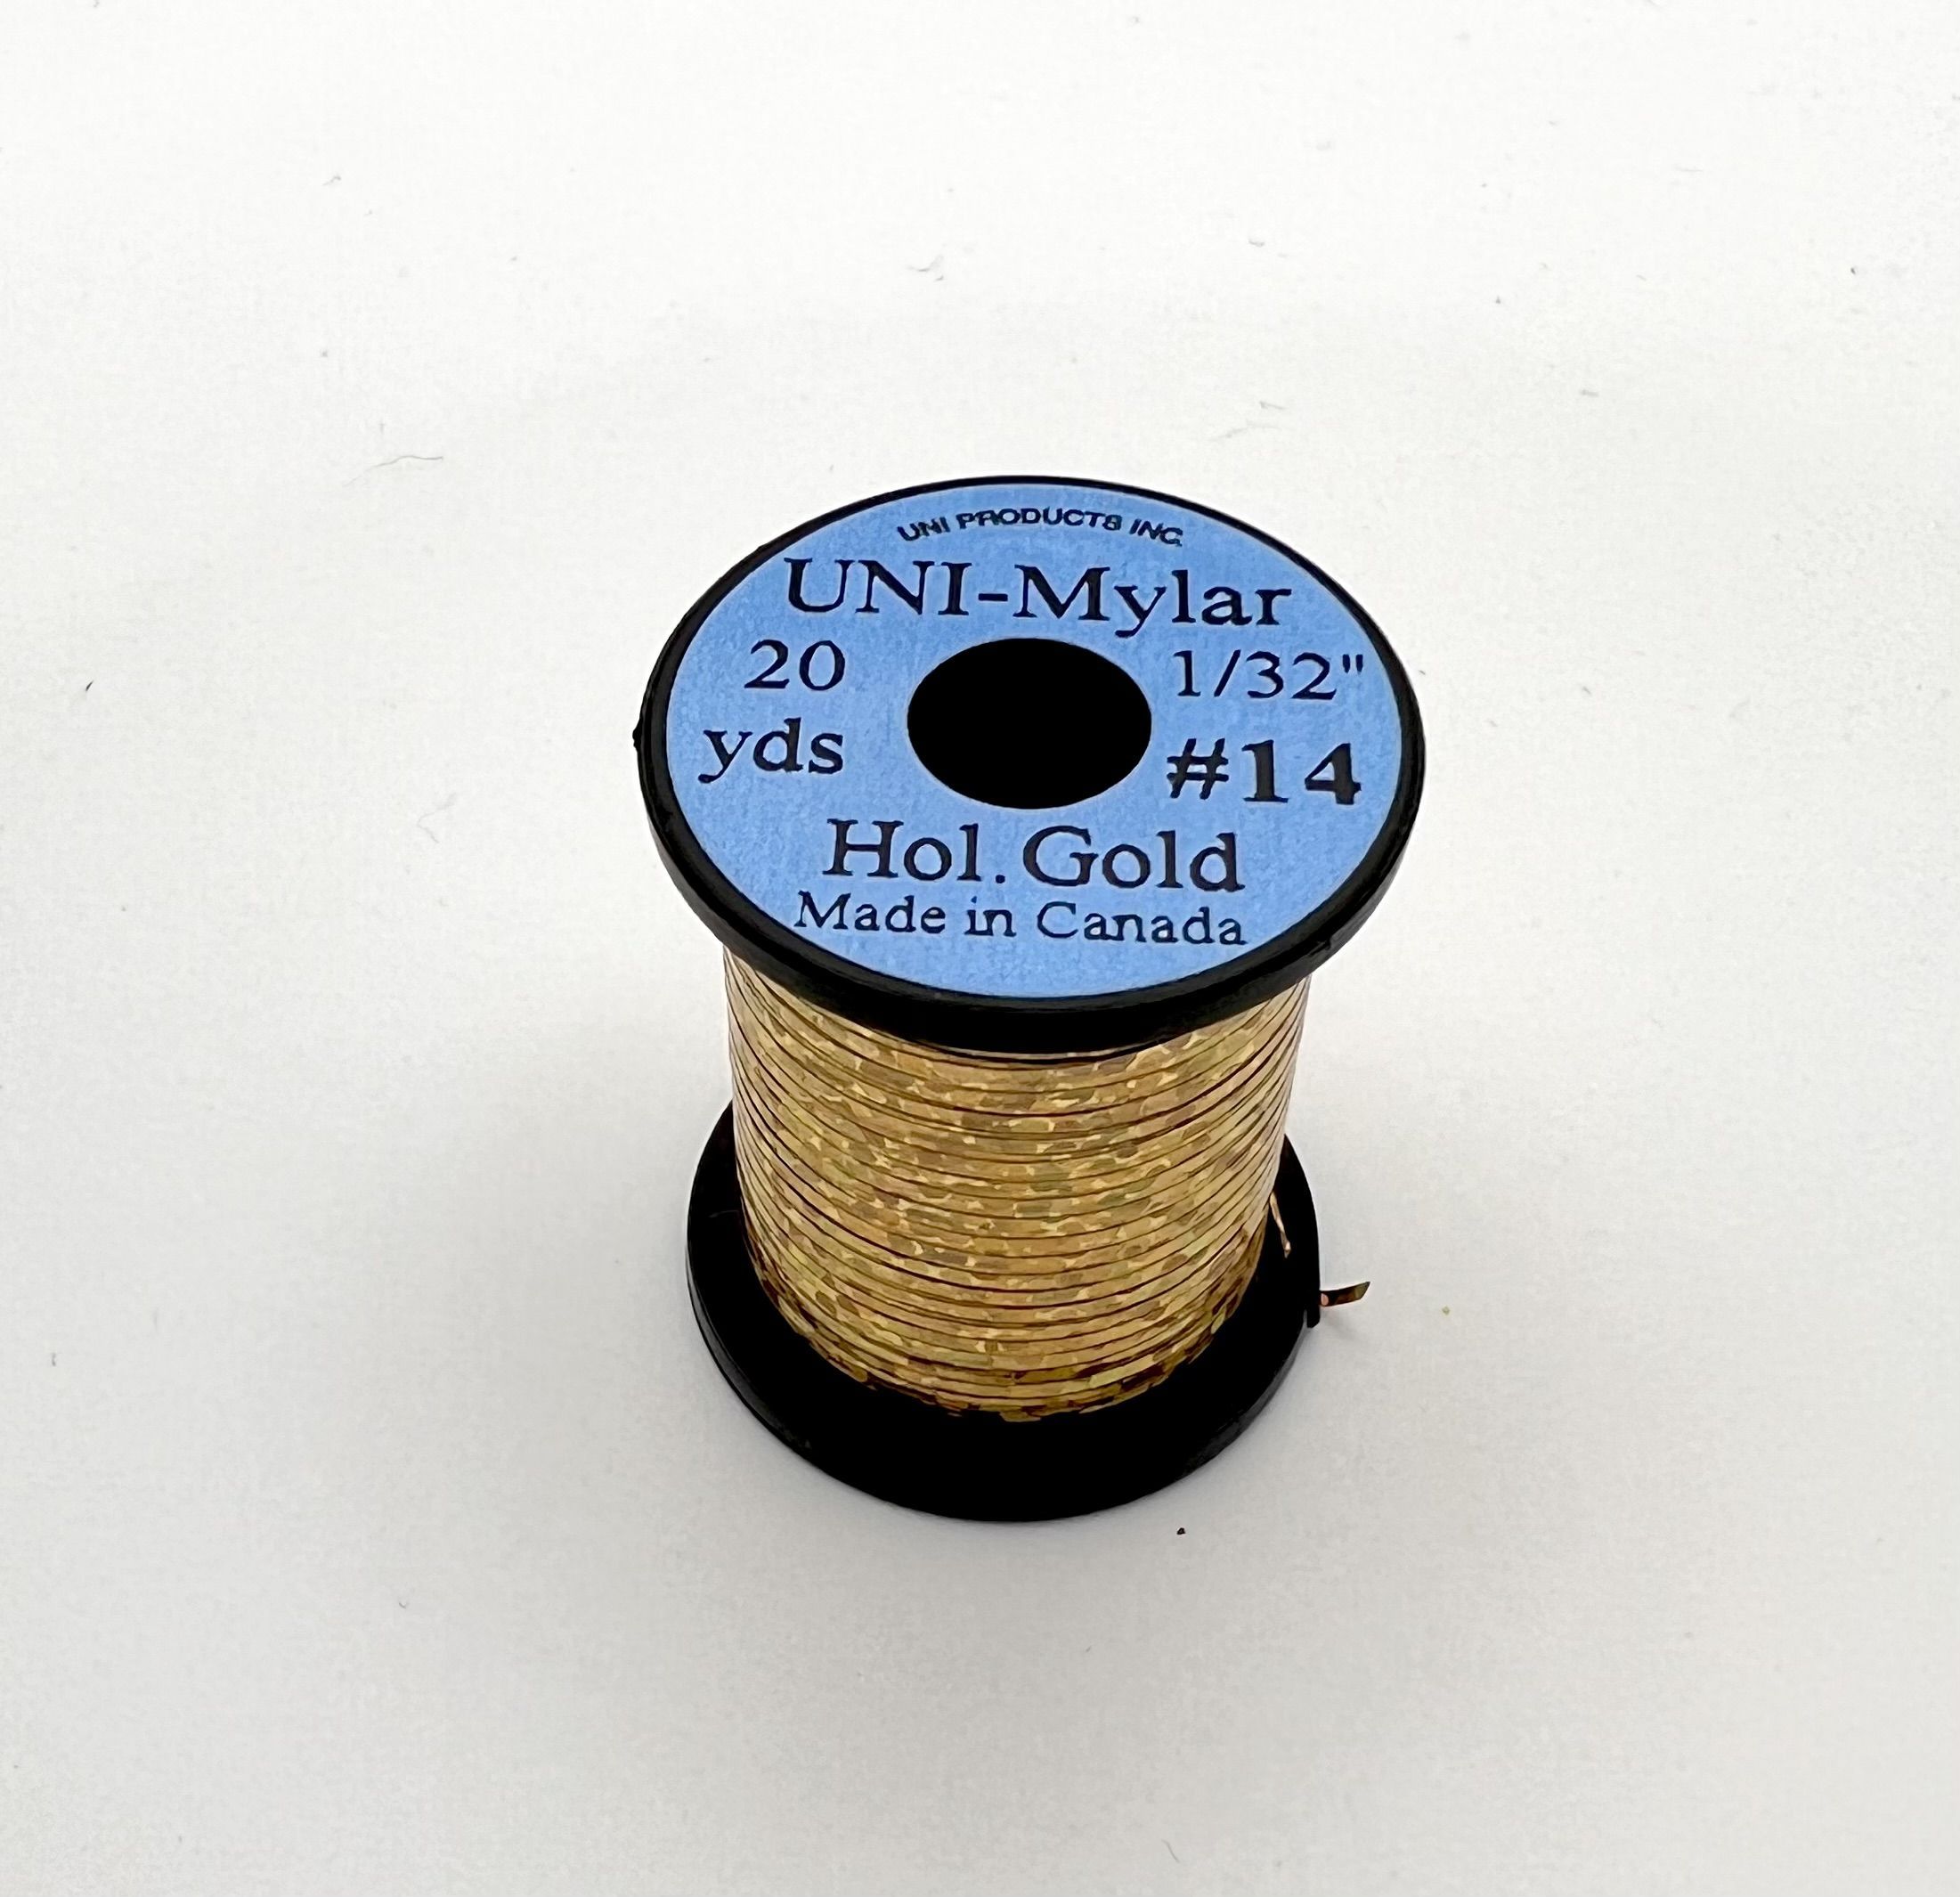 UNI PRODUCTS INC.
UNI-Mylar
20 yds
1/32"
#14
Hol. Gold
Made in Canada